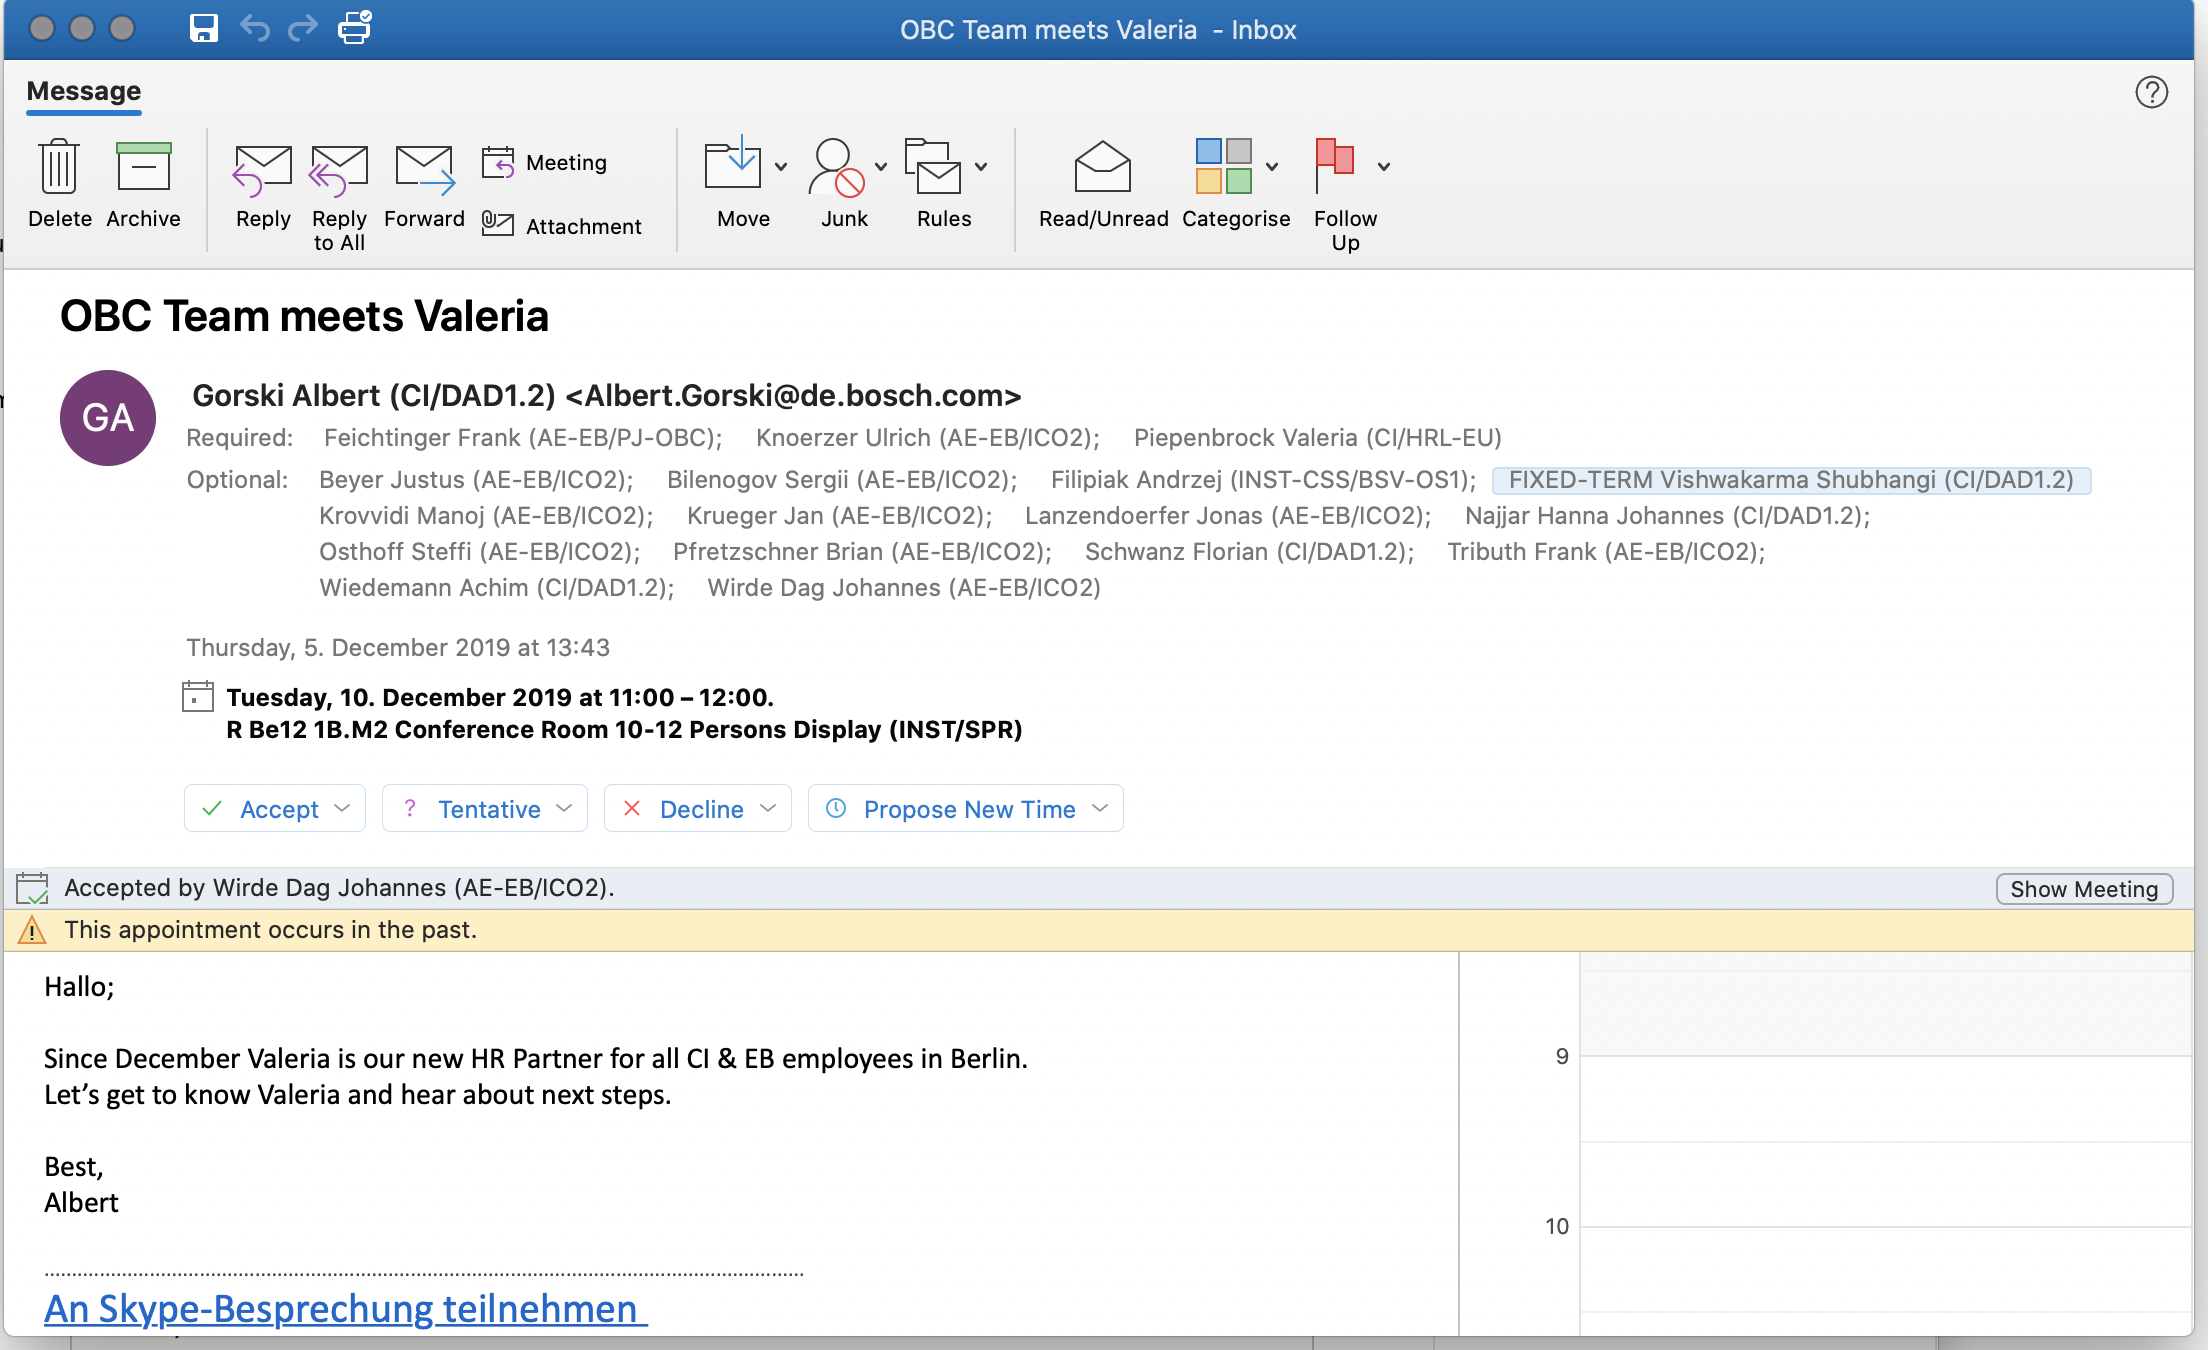 OBC Team meets Valeria - Inbox
Message
Delete Archive Reply Reply to All Forward Meeting Attachment Move Junk Rules Read/Unread Categorise Follow Up
OBC Team meets Valeria
GA
Gorski Albert (CI/DAD1.2) <Albert.Gorski@de.bosch.com>
Required: Feichtinger Frank (AE-EB/PJ-OBC); Knoerzer Ulrich (AE-EB/ICO2); Piepenbrock Valeria (CI/HRL-EU)
Optional: Beyer Justus (AE-EB/ICO2); Bilenogov Sergii (AE-EB/ICO2); Filipiak Andrzej (INST-CSS/BSV-OS1); FIXED-TERM Vishwakarma Shubhangi (CI/DAD1.2)
Krovvidi Manoj (AE-EB/ICO2); Krueger Jan (AE-EB/ICO2); Lanzendoerfer Jonas (AE-EB/ICO2); Najjar Hanna Johannes (CI/DAD1.2);
Osthoff Steffi (AE-EB/ICO2); Pfretzschner Brian (AE-EB/ICO2); Schwanz Florian (CI/DAD1.2); Tributh Frank (AE-EB/ICO2);
Wiedemann Achim (CI/DAD1.2); Wirde Dag Johannes (AE-EB/ICO2)
Thursday, 5. December 2019 at 13:43
Tuesday, 10. December 2019 at 11:00 – 12:00.
R Be12 1B.M2 Conference Room 10-12 Persons Display (INST/SPR)
Accept ? Tentative Decline Propose New Time
Accepted by Wirde Dag Johannes (AE-EB/ICO2). Show Meeting
This appointment occurs in the past.
Hallo;
Since December Valeria is our new HR Partner for all CI & EB employees in Berlin.
Let's get to know Valeria and hear about next steps.
Best,
Albert
An Skype-Besprechung teilnehmen
9
10